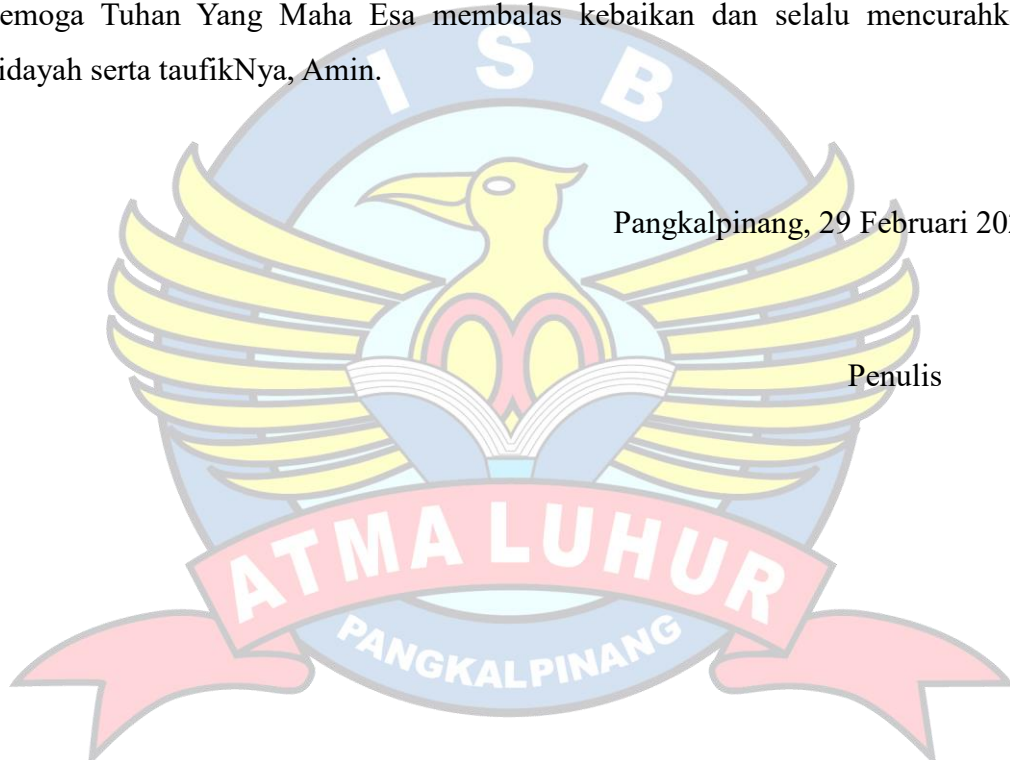 emoga Tuhan Yang Maha Esa membalas kebaikan dan selalu mencurahk
idayah serta taufikNya, Amin.
I S B
Pangkalpinang, 29 Februari 20
Penulis
ATMA LUHUR
PANGKALPINANG